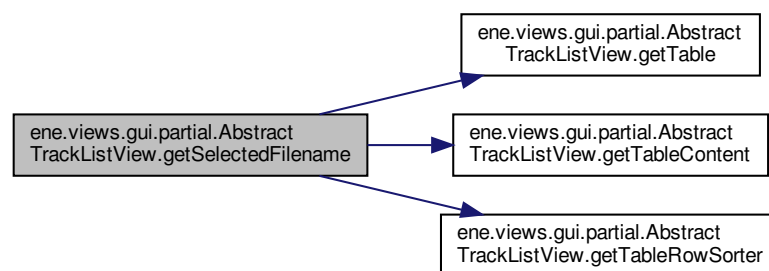 ene.views.gui.partial.Abstract
TrackListView.getTable
ene.views.gui.partial.Abstract
TrackListView.getSelectedFilename
ene.views.gui.partial.Abstract
TrackListView.getTableContent
ene.views.gui.partial.Abstract
TrackListView.getTableRowSorter